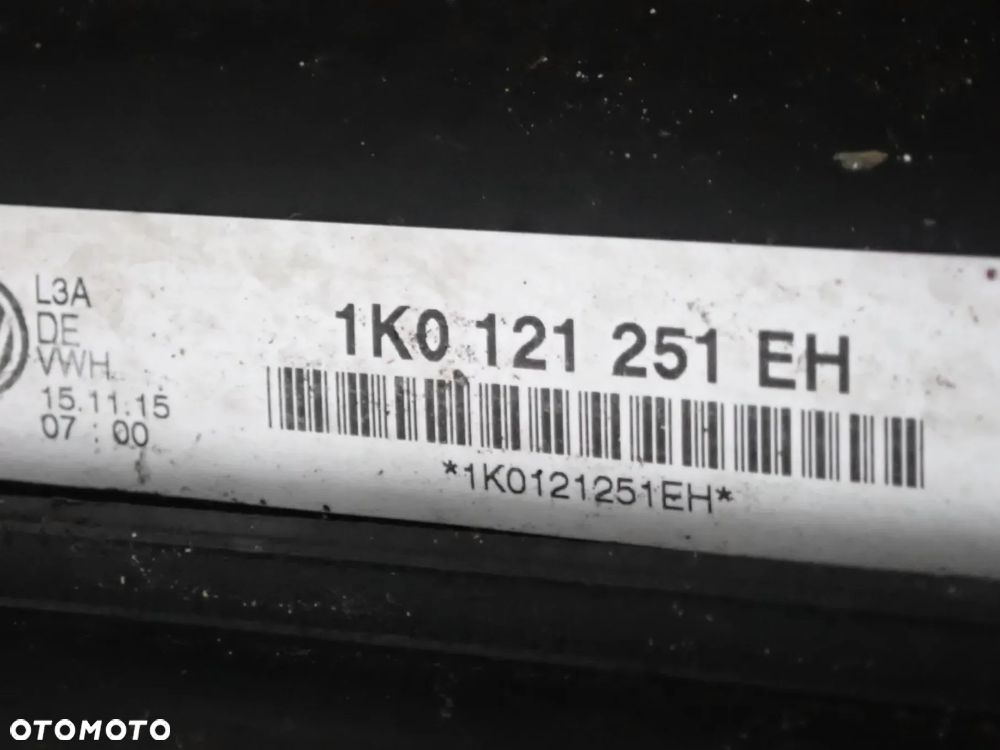 L3A
DE
VWH
15.11.15
07 : 00
1K0 121 251 EH
*1K0121251EH*
OTOMOTO